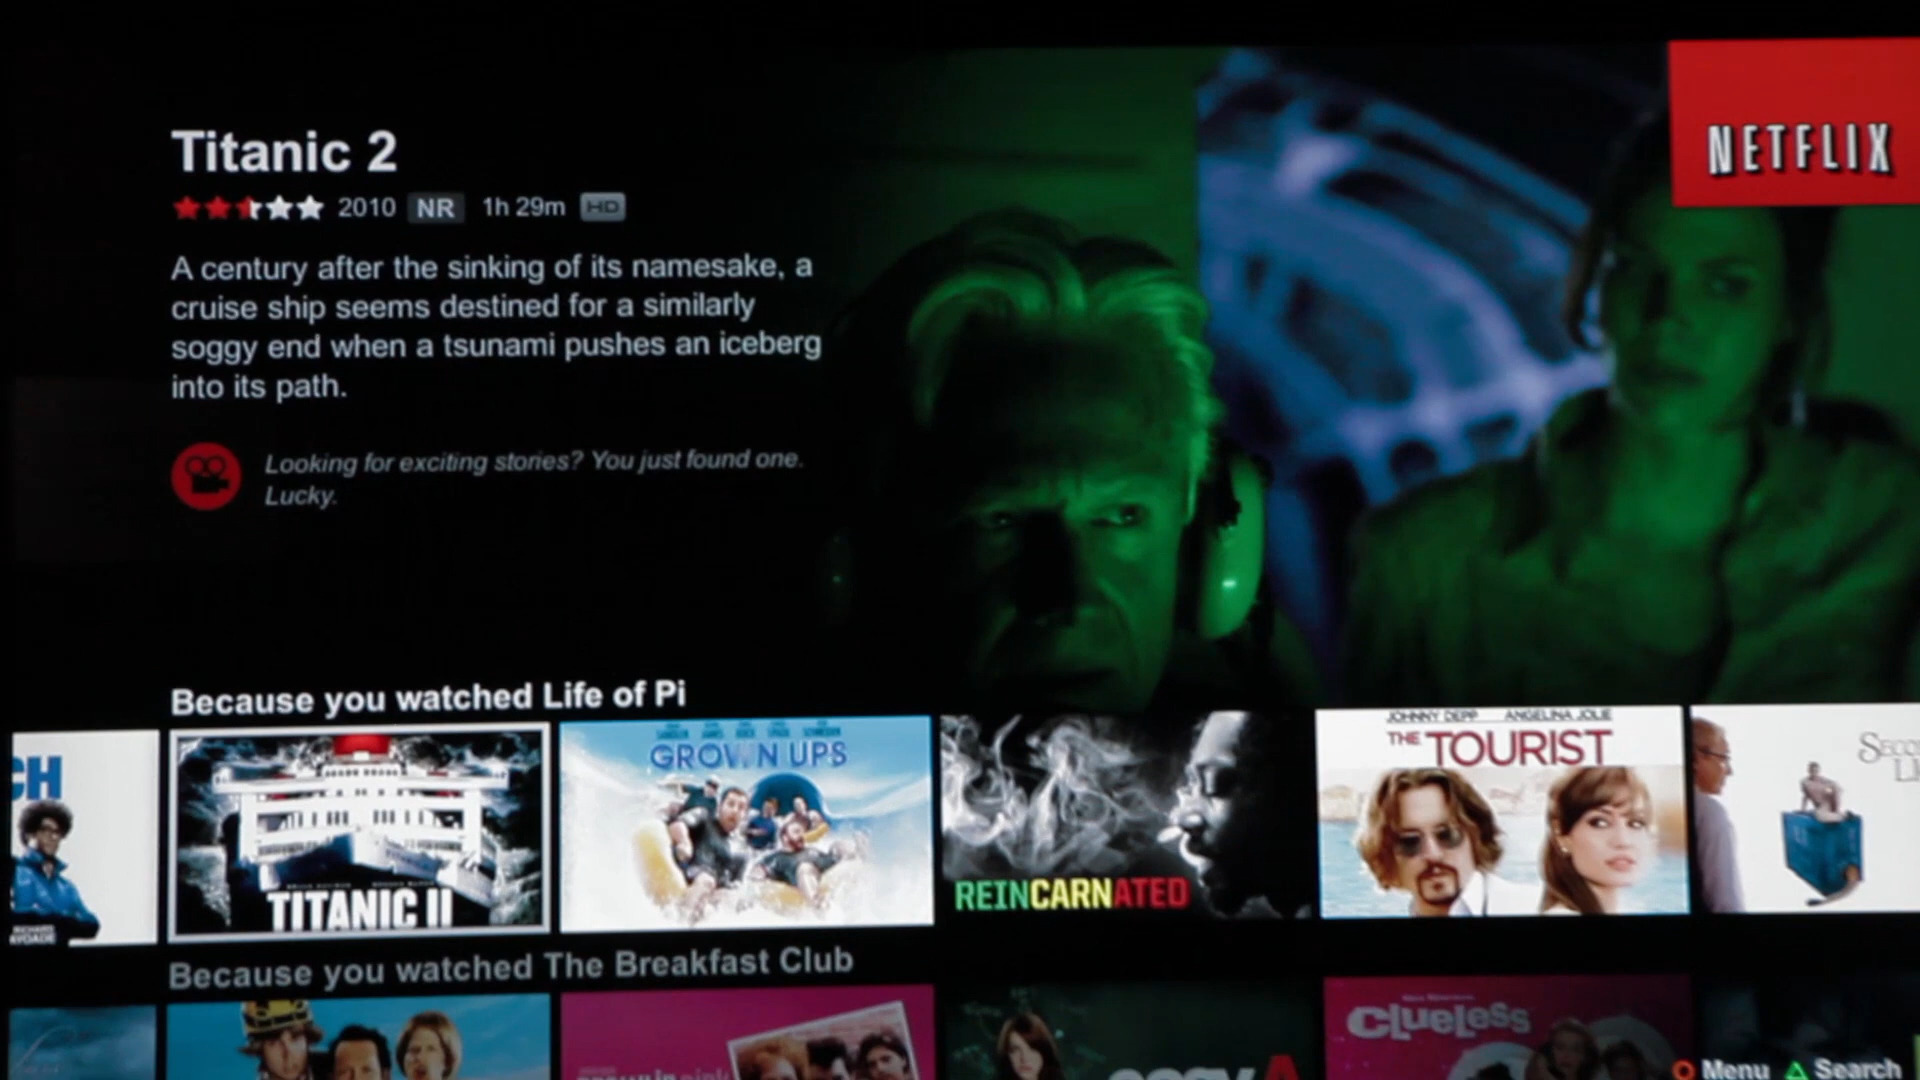 NETFLIX
Titanic 2
2010 NR 1h 29m HD
A century after the sinking of its namesake, a
cruise ship seems destined for a similarly
soggy end when a tsunami pushes an iceberg
into its path.
Looking for exciting stories? You just found one.
Lucky.
Because you watched Life of Pi
CH
RICHARD
AYOADE
TITANIC II
GROWN UPS
REINCARNATED
JOHNNY DEPP ANGELINA JOLIE
THE TOURIST
Because you watched The Breakfast Club
CLUELESS
Menu Search